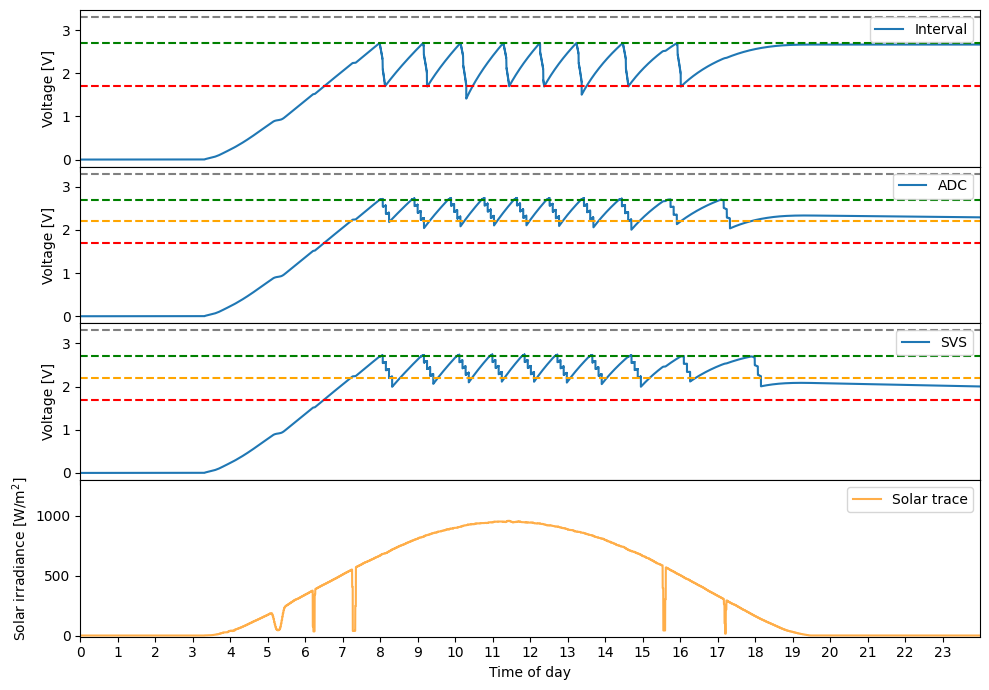 3
2
1
0
Voltage [V]
Interval
3
2
1
0
Voltage [V]
ADC
3
2
1
0
Voltage [V]
SVS
1000
500
0
Solar irradiance [W/m²]
Solar trace
0 1 2 3 4 5 6 7 8 9 10 11 12 13 14 15 16 17 18 19 20 21 22 23
Time of day